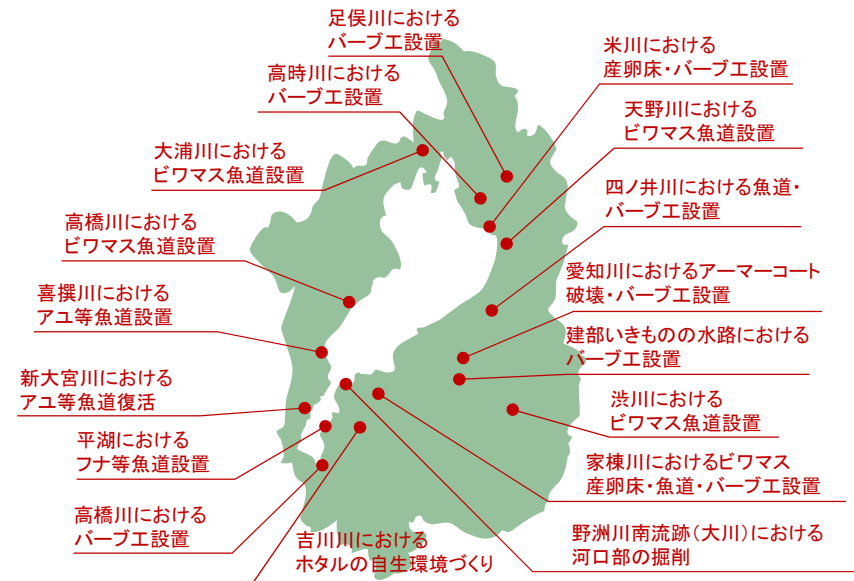 足俣川における
バーブ工設置
高時川における
バーブ工設置
大浦川における
ビワマス魚道設置
高橋川における
ビワマス魚道設置
喜撰川における
アユ等魚道設置
新大宮川における
アユ等魚道復活
平湖における
フナ等魚道設置
高橋川における
バーブ工設置
吉川川における
ホタルの自生環境づくり
米川における
産卵床・バーブ工設置
天野川における
ビワマス魚道設置
四ノ井川における魚道・
バーブ工設置
愛知川におけるアーマーコート
破壊・バーブ工設置
建部いきものの水路における
バーブ工設置
渋川における
ビワマス魚道設置
家棟川におけるビワマス
産卵床・魚道・バーブ工設置
野洲川南流跡（大川）における
河口部の掘削